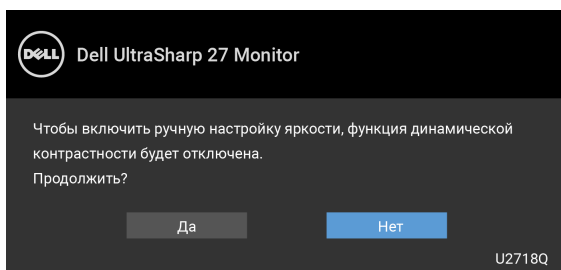 DELL
Dell UltraSharp 27 Monitor
Чтобы включить ручную настройку яркости, функция динамической
контрастности будет отключена.
Продолжить?
Да
Нет
U2718Q